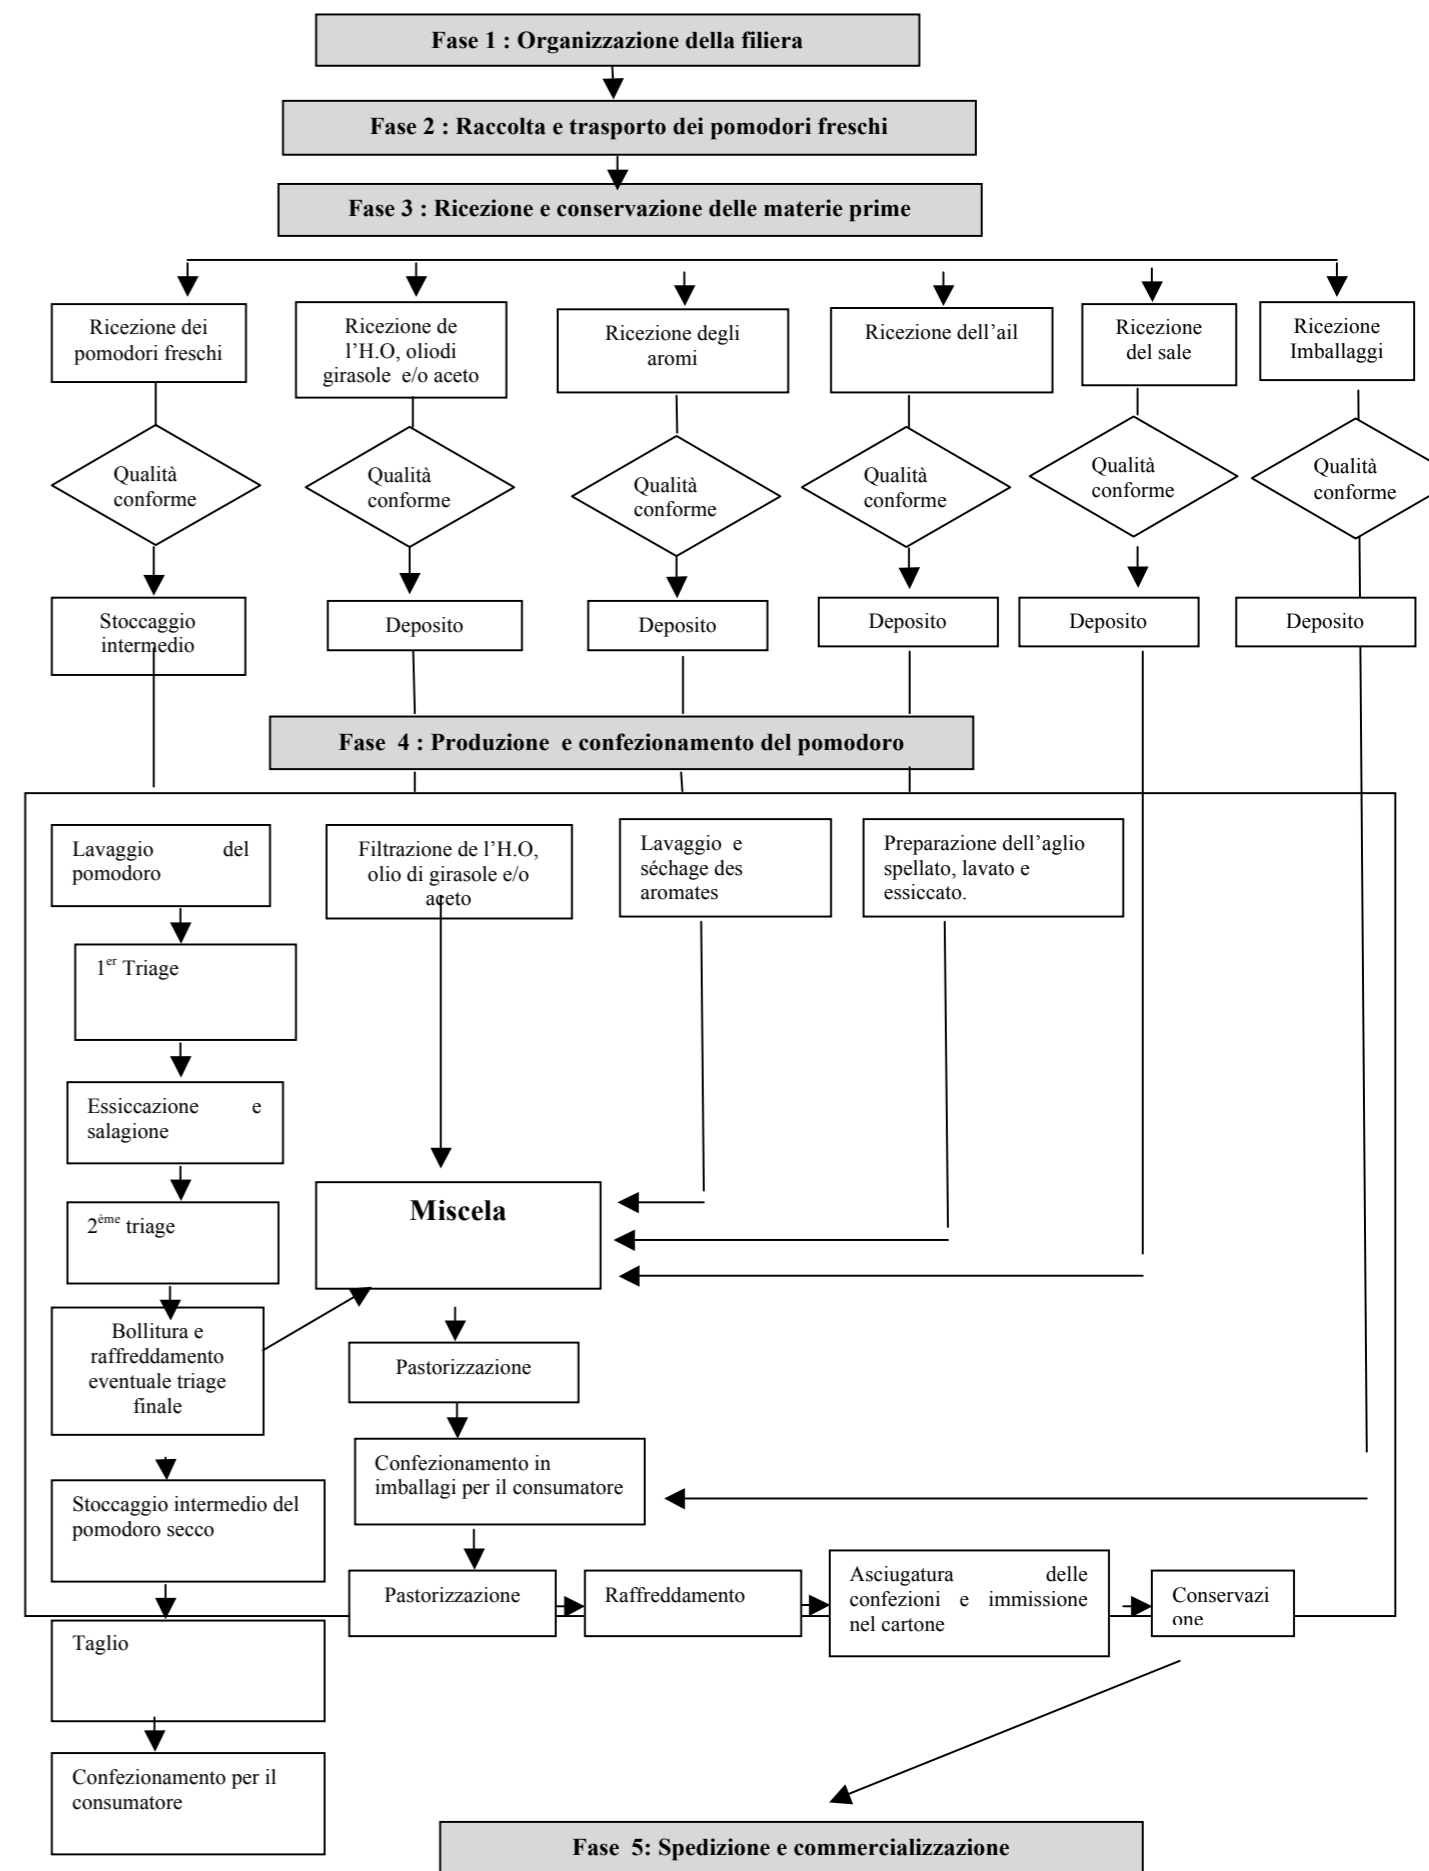 Fase 1 : Organizzazione della filiera
Fase 2 : Raccolta e trasporto dei pomodori freschi
Fase 3 : Ricezione e conservazione delle materie prime
Ricezione dei
pomodori freschi
Ricezione de
l’H.O, oliodi
girasole e/o aceto
Ricezione degli
aromi
Ricezione dell’ail
Ricezione
del sale
Ricezione
Imballaggi
Qualità
conforme
Qualità
conforme
Qualità
conforme
Qualità
conforme
Qualità
conforme
Qualità
conforme
Stoccaggio
intermedio
Deposito
Deposito
Deposito
Deposito
Deposito
Fase 4 : Produzione e confezionamento del pomodoro
Lavaggio del
pomodoro
Filtrazione de l’H.O,
olio di girasole e/o
aceto
Lavaggio e
séchage des
aromates
Preparazione dell’aglio
spellato, lavato e
essiccato.
1er Triage
Essiccazione e
salagione
2ème triage
Miscela
Bollitura e
raffreddamento
eventuale triage
finale
Pastorizzazione
Confezionamento in
imballagi per il consumatore
Stoccaggio intermedio del
pomodoro secco
Pastorizzazione
Raffreddamento
Asciugatura delle
confezioni e immissione
nel cartone
Conservazi
one
Taglio
Confezionamento per il
consumatore
Fase 5: Spedizione e commercializzazione